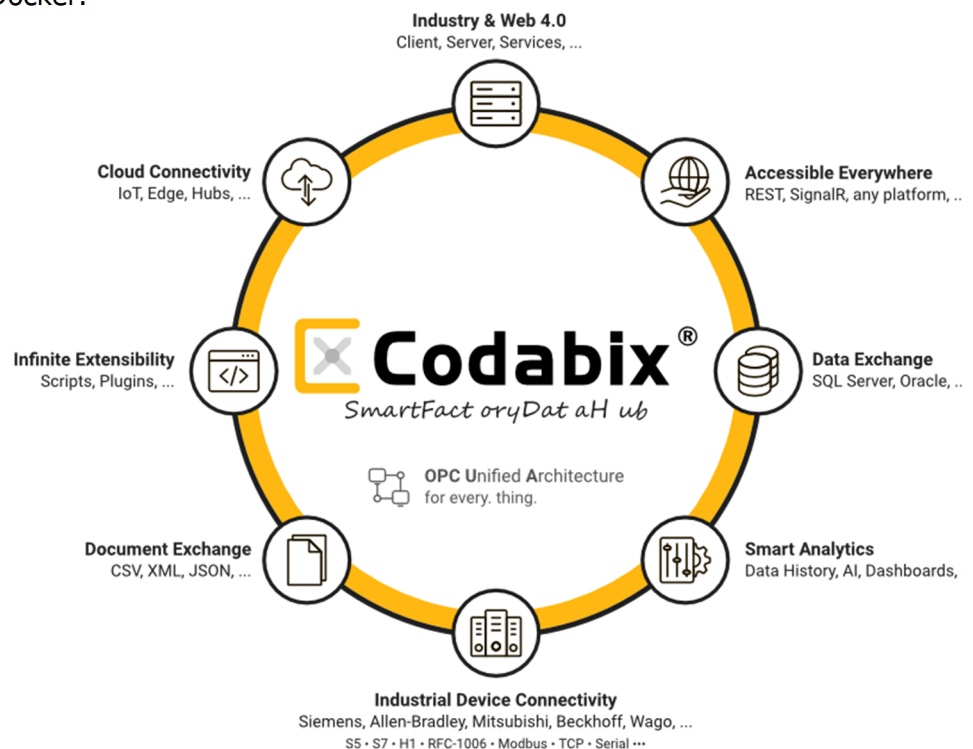 Docker.
Industry & Web 4.0
Client, Server, Services, ...
Cloud Connectivity
IoT, Edge, Hubs, ...
Accessible Everywhere
REST, SignalR, any platform, ..
Codabix®
SmartFact oryDat aH ub
Infinite Extensibility
Scripts, Plugins, ...
Data Exchange
SQL Server, Oracle, ..
OPC Unified Architecture
for every. thing.
Document Exchange
CSV, XML, JSON, ...
Smart Analytics
Data History, AI, Dashboards,
Industrial Device Connectivity
Siemens, Allen-Bradley, Mitsubishi, Beckhoff, Wago, ...
S5 • S7 • H1 • RFC-1006 • Modbus • TCP • Serial •••